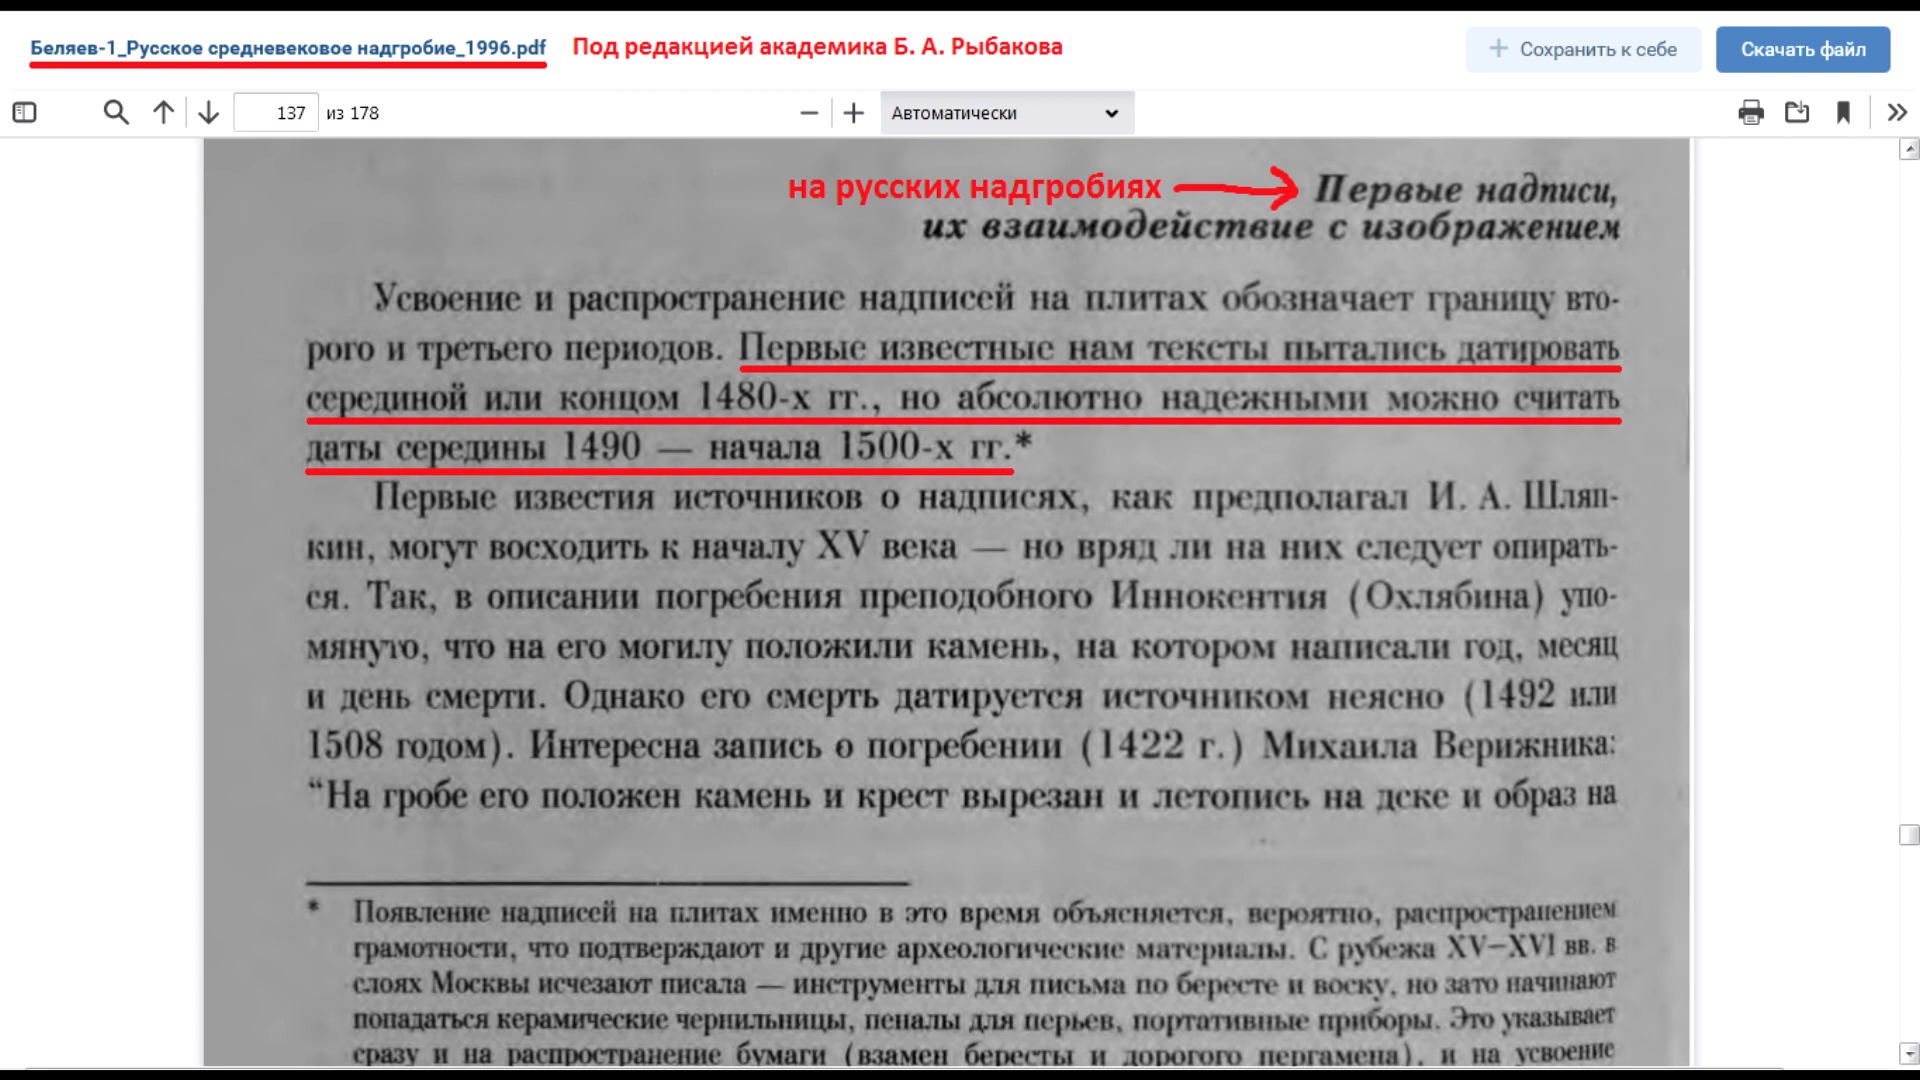 Беляев-1_Русское средневековое надгробие_1996.pdf Под редакцией академика Б. А. Рыбакова
Сохранить к себе Скачать файл
137 из 178 Автоматически
на русских надгробиях Первые надписи,
их взаимодействие с изображением
Усвоение и распространение надписей на плитах обозначает границу вто-
рого и третьего периодов. Первые известные нам тексты пытались датировать
серединой или концом 1480-х гг., но абсолютно надежными можно считать
даты середины 1490 — начала 1500-х гг.*
Первые известия источников о надписях, как предполагал И. А. Шляп-
кин, могут восходить к началу XV века — но вряд ли на них следует опирать-
ся. Так, в описании погребения преподобного Иннокентия (Охлябина) упо-
мянуто, что на его могилу положили камень, на котором написали год, месяц
и день смерти. Однако его смерть датируется источником неясно (1492 или
1508 годом). Интересна запись о погребении (1422 г.) Михаила Верижника:
“На гробе его положен камень и крест вырезан и летопись на дске и образ на
* Появление надписей на плитах именно в это время объясняется, вероятно, распространением
грамотности, что подтверждают и другие археологические материалы. С рубежа XV–XVI вв. в
слоях Москвы исчезают писала — инструменты для письма по бересте и воску, но зато начинают
попадаться керамические чернильницы, пеналы для перьев, портативные приборы. Это указывает
сразу и на распространение бумаги (взамен бересты и дорогого пергамена), и на усвоение